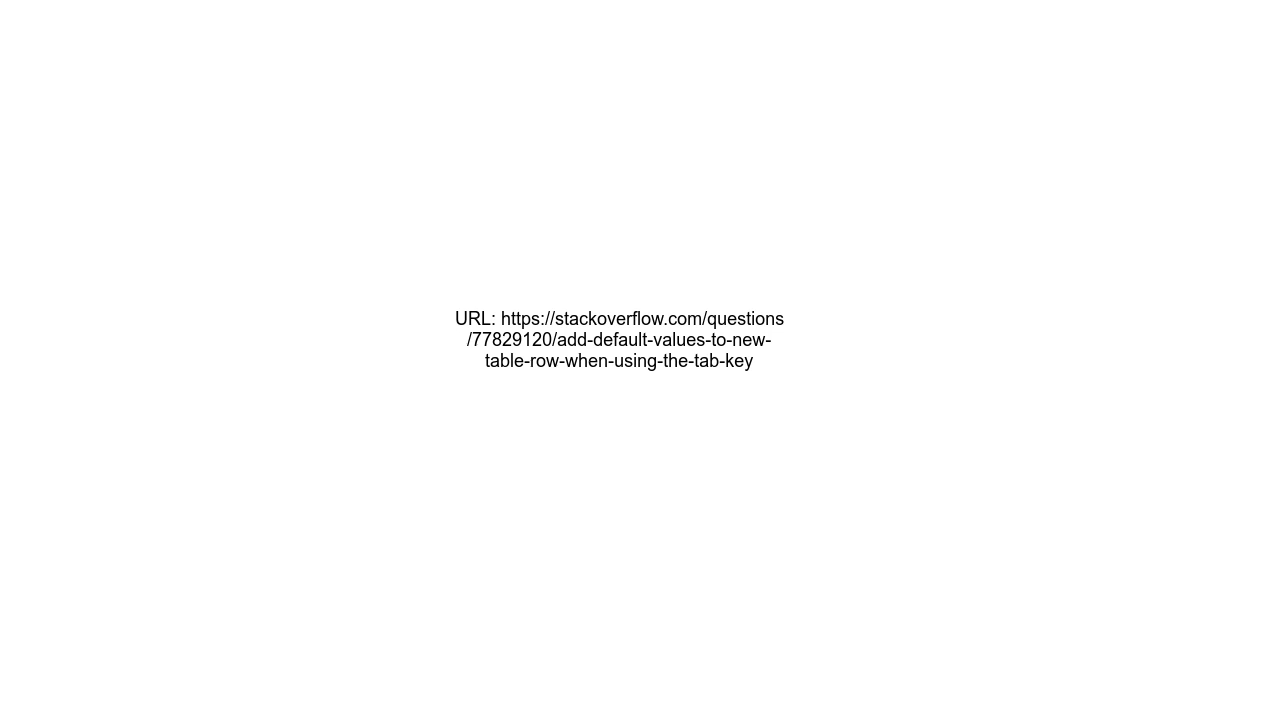 URL: https://stackoverflow.com/questions
/77829120/add-default-values-to-new-
table-row-when-using-the-tab-key